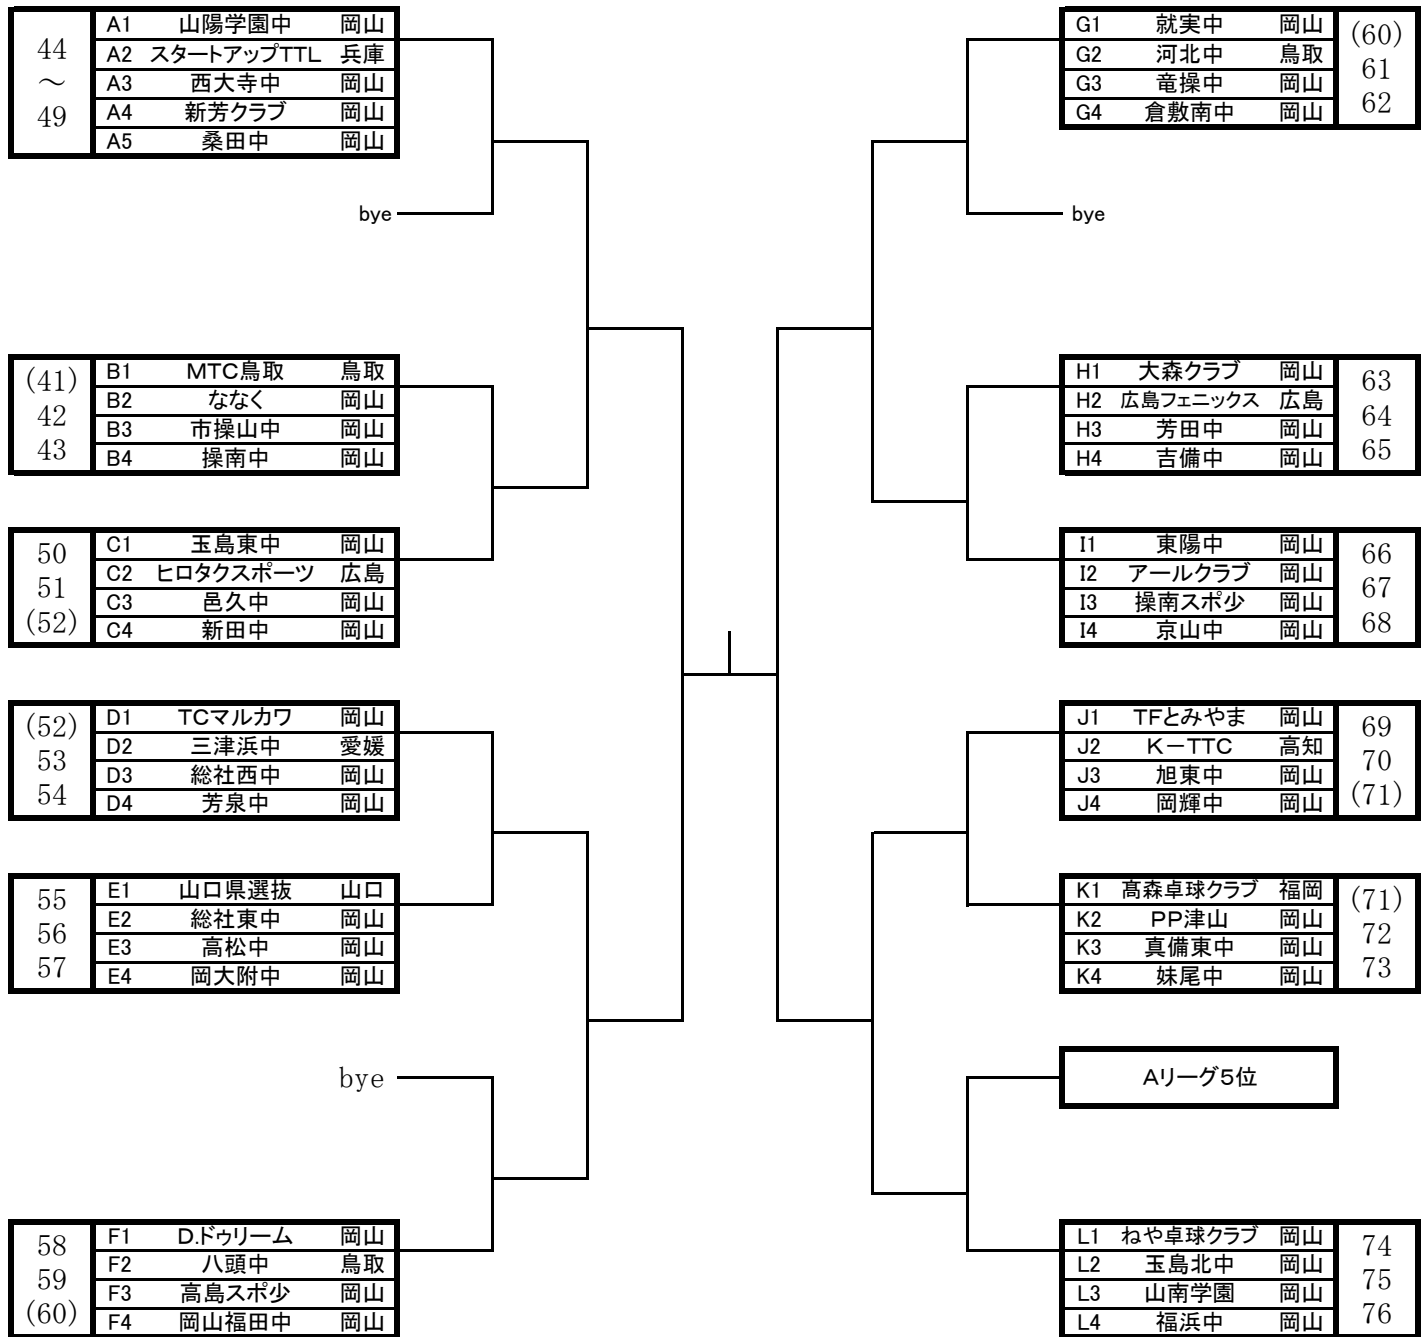 44
～
49
A1 山陽学園中 岡山
A2 スタートアップTTL 兵庫
A3 西大寺中 岡山
A4 新芳クラブ 岡山
A5 桑田中 岡山
bye
(41)
42
43
B1 MTC鳥取 鳥取
B2 ななく 岡山
B3 市操山中 岡山
B4 操南中 岡山
50
51
(52)
C1 玉島東中 岡山
C2 ヒロタクスポーツ 広島
C3 邑久中 岡山
C4 新田中 岡山
(52)
53
54
D1 TCマルカワ 岡山
D2 三津浜中 愛媛
D3 総社西中 岡山
D4 芳泉中 岡山
55
56
57
E1 山口県選抜 山口
E2 総社東中 岡山
E3 高松中 岡山
E4 岡大附中 岡山
bye
58
59
(60)
F1 D.ドゥリーム 岡山
F2 八頭中 鳥取
F3 高島スポ少 岡山
F4 岡山福田中 岡山
G1 就実中 岡山
G2 河北中 鳥取
G3 竜操中 岡山
G4 倉敷南中 岡山
(60)
61
62
bye
H1 大森クラブ 岡山
H2 広島フェニックス 広島
H3 芳田中 岡山
H4 吉備中 岡山
63
64
65
I1 東陽中 岡山
I2 アールクラブ 岡山
I3 操南スポ少 岡山
I4 京山中 岡山
66
67
68
J1 TFとみやま 岡山
J2 K－TTC 高知
J3 旭東中 岡山
J4 岡輝中 岡山
69
70
(71)
K1 髙森卓球クラブ 福岡
K2 PP津山 岡山
K3 真備東中 岡山
K4 妹尾中 岡山
(71)
72
73
Aリーグ5位
L1 ねや卓球クラブ 岡山
L2 玉島北中 岡山
L3 山南学園 岡山
L4 福浜中 岡山
74
75
76